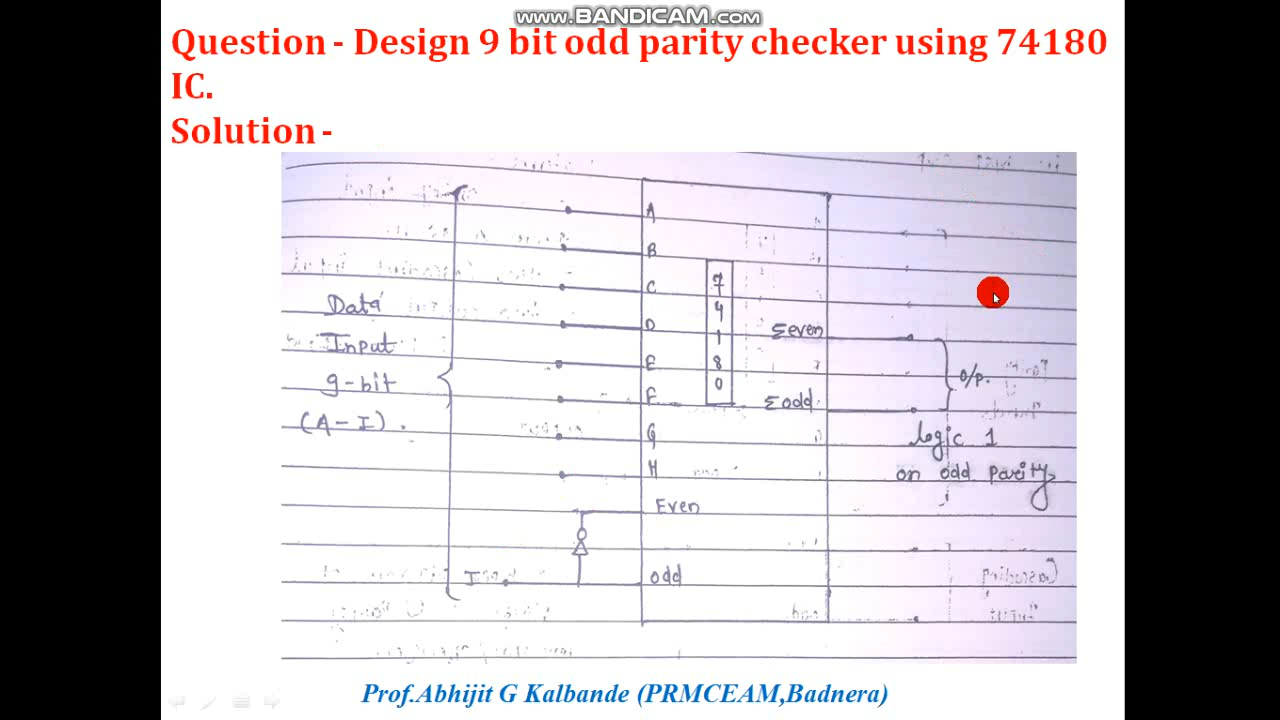 www.BANDICAM.com
Question - Design 9 bit odd parity checker using 74180
IC.
Solution -
A
B
C
D
E
F
G
H
Even
odd
I
7
4
1
8
0
Σeven
Σodd
Data
Input
9-bit
(A-I).
O/P.
logic 1
on odd parity
Prof.Abhijit G Kalbande (PRMCEAM,Badnera)